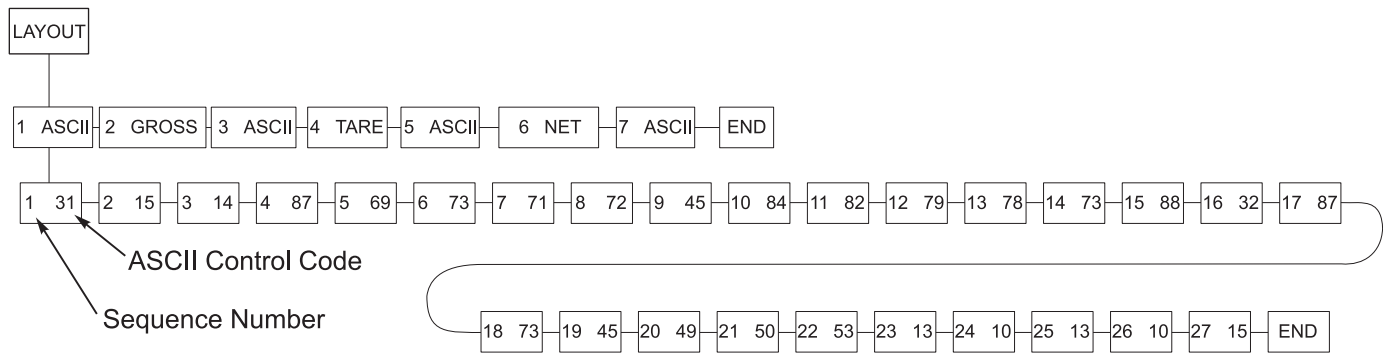 LAYOUT
1 ASCII 2 GROSS 3 ASCII 4 TARE 5 ASCII 6 NET 7 ASCII END
1 31 2 15 3 14 4 87 5 69 6 73 7 71 8 72 9 45 10 84 11 82 12 79 13 78 14 73 15 88 16 32 17 87
ASCII Control Code
Sequence Number
18 73 19 45 20 49 21 50 22 53 23 13 24 10 25 13 26 10 27 15 END